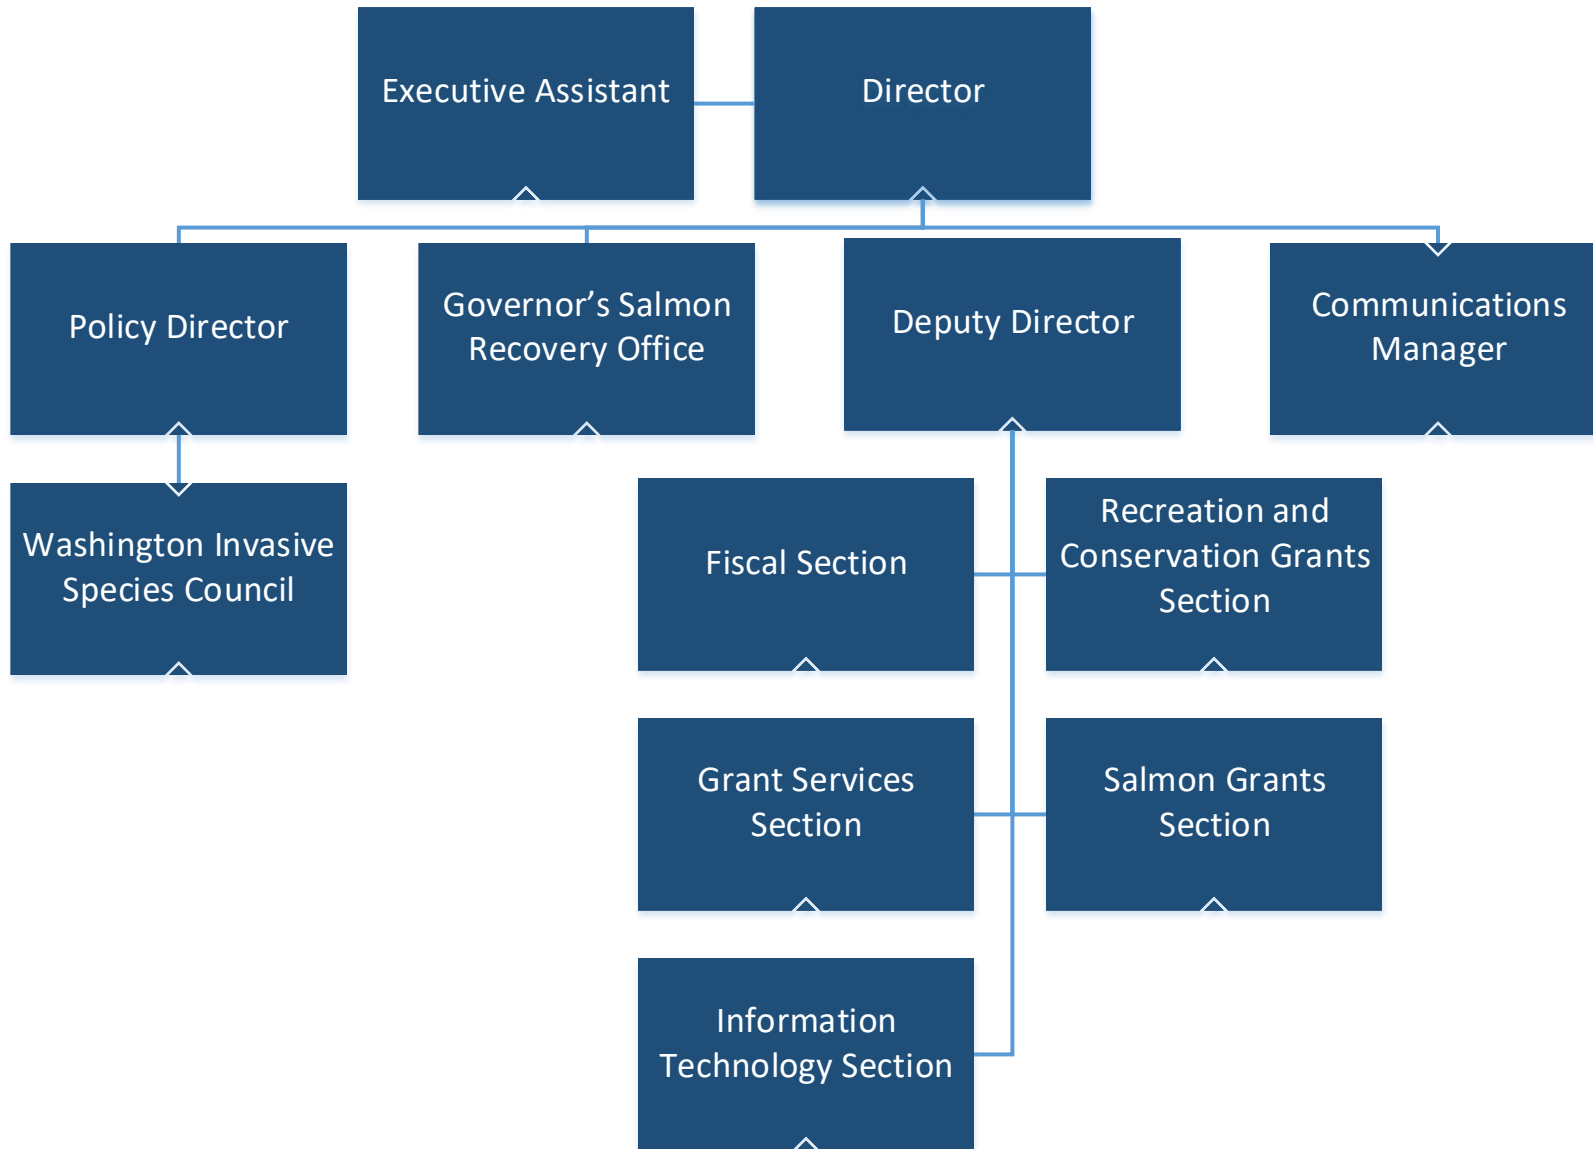 Executive Assistant
Director
Policy Director
Governor’s Salmon
Recovery Office
Deputy Director
Communications
Manager
Washington Invasive
Species Council
Fiscal Section
Recreation and
Conservation Grants
Section
Grant Services
Section
Salmon Grants
Section
Information
Technology Section